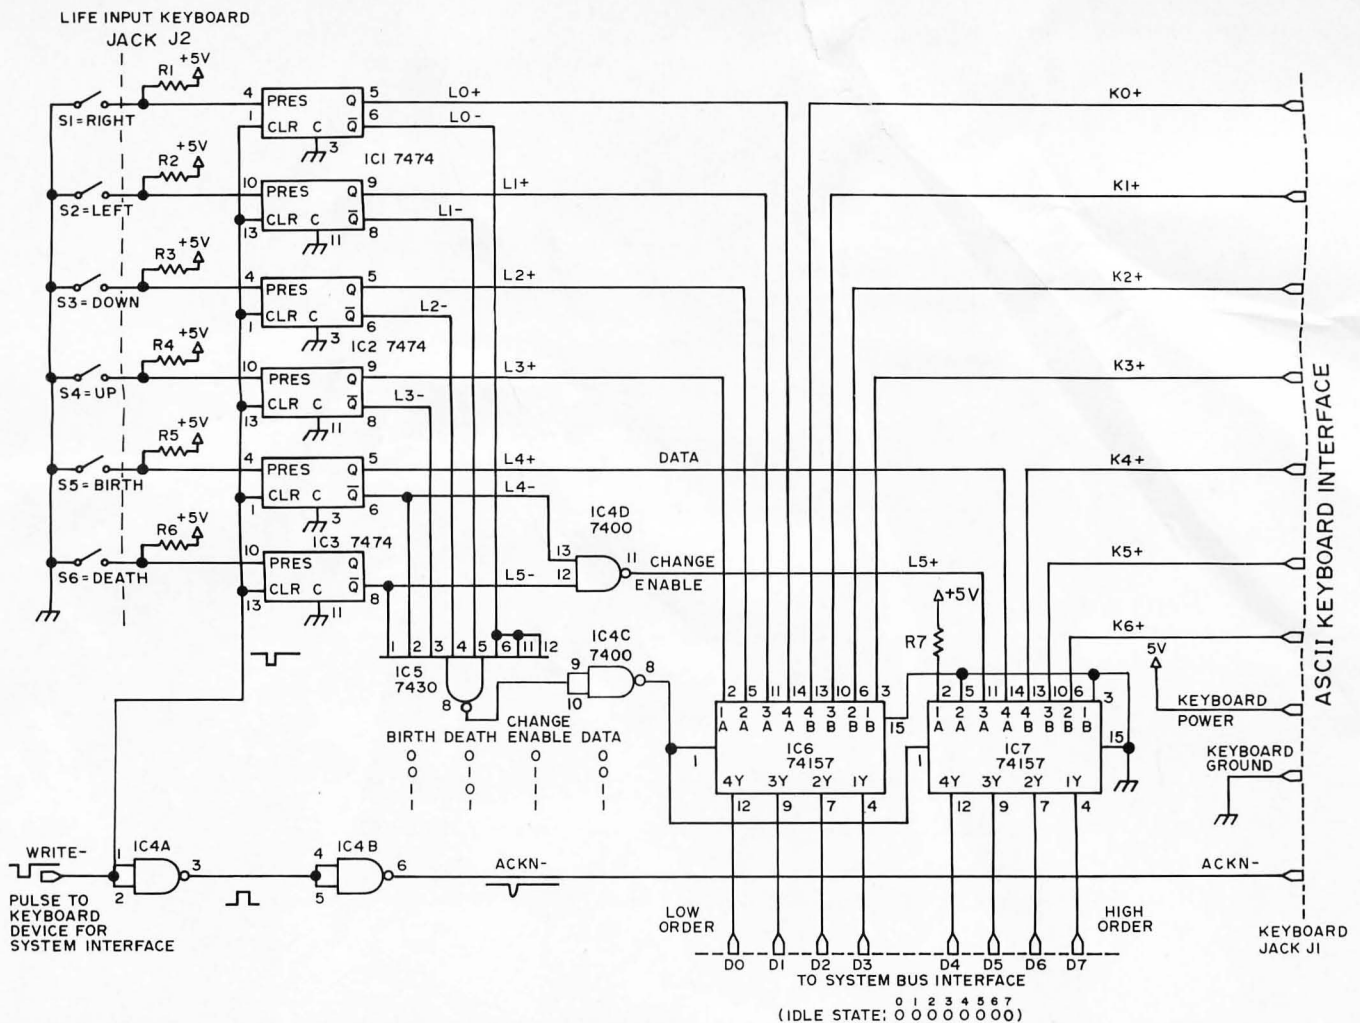 LIFE INPUT KEYBOARD
JACK J2
+5V
R1
S1=RIGHT
4 PRES Q 5
1 CLR C Q̅ 6
3
IC1 7474
L0+
L0-
K0+
+5V
R2
S2=LEFT
10 PRES Q 9
13 CLR C Q̅ 8
11
L1+
L1-
K1+
+5V
R3
S3=DOWN
4 PRES Q 5
1 CLR C Q̅ 6
3
IC2 7474
L2+
L2-
K2+
+5V
R4
S4=UP
10 PRES Q 9
13 CLR C Q̅ 8
11
L3+
L3-
K3+
+5V
R5
S5=BIRTH
4 PRES Q 5
1 CLR C Q̅ 6
3
IC3 7474
L4+
L4-
DATA
K4+
+5V
R6
S6=DEATH
10 PRES Q
13 CLR C Q̅ 8
11
L5-
IC4D
7400
13
12
11
CHANGE
ENABLE
L5+
K5+
K6+
+5V
R7
5V
KEYBOARD
POWER
KEYBOARD
GROUND
ASCII KEYBOARD INTERFACE
1 2 3 4 5 6 11 12
IC5
7430
8
IC4C
7400
9
10
8
2 5 11 14 13 10 6 3
1 2 3 4 4 3 2 1
A A A A B B B B
15
1
IC6
74157
4Y 3Y 2Y 1Y
12 9 7 4
2 5 11 14 13 10 6 3
1 2 3 4 4 3 2 1
A A A A B B B B
15
1
IC7
74157
4Y 3Y 2Y 1Y
12 9 7 4
BIRTH DEATH CHANGE ENABLE DATA
0 0 0 0
0 1 0 0
1 0 1 1
1 1 1 1
WRITE-
1
2
IC4A
3
4
5
IC4B
6
ACKN-
ACKN-
PULSE TO
KEYBOARD
DEVICE FOR
SYSTEM INTERFACE
LOW
ORDER
HIGH
ORDER
KEYBOARD
JACK J1
D0 D1 D2 D3 D4 D5 D6 D7
TO SYSTEM BUS INTERFACE
0 1 2 3 4 5 6 7
(IDLE STATE: 0 0 0 0 0 0 0 0)